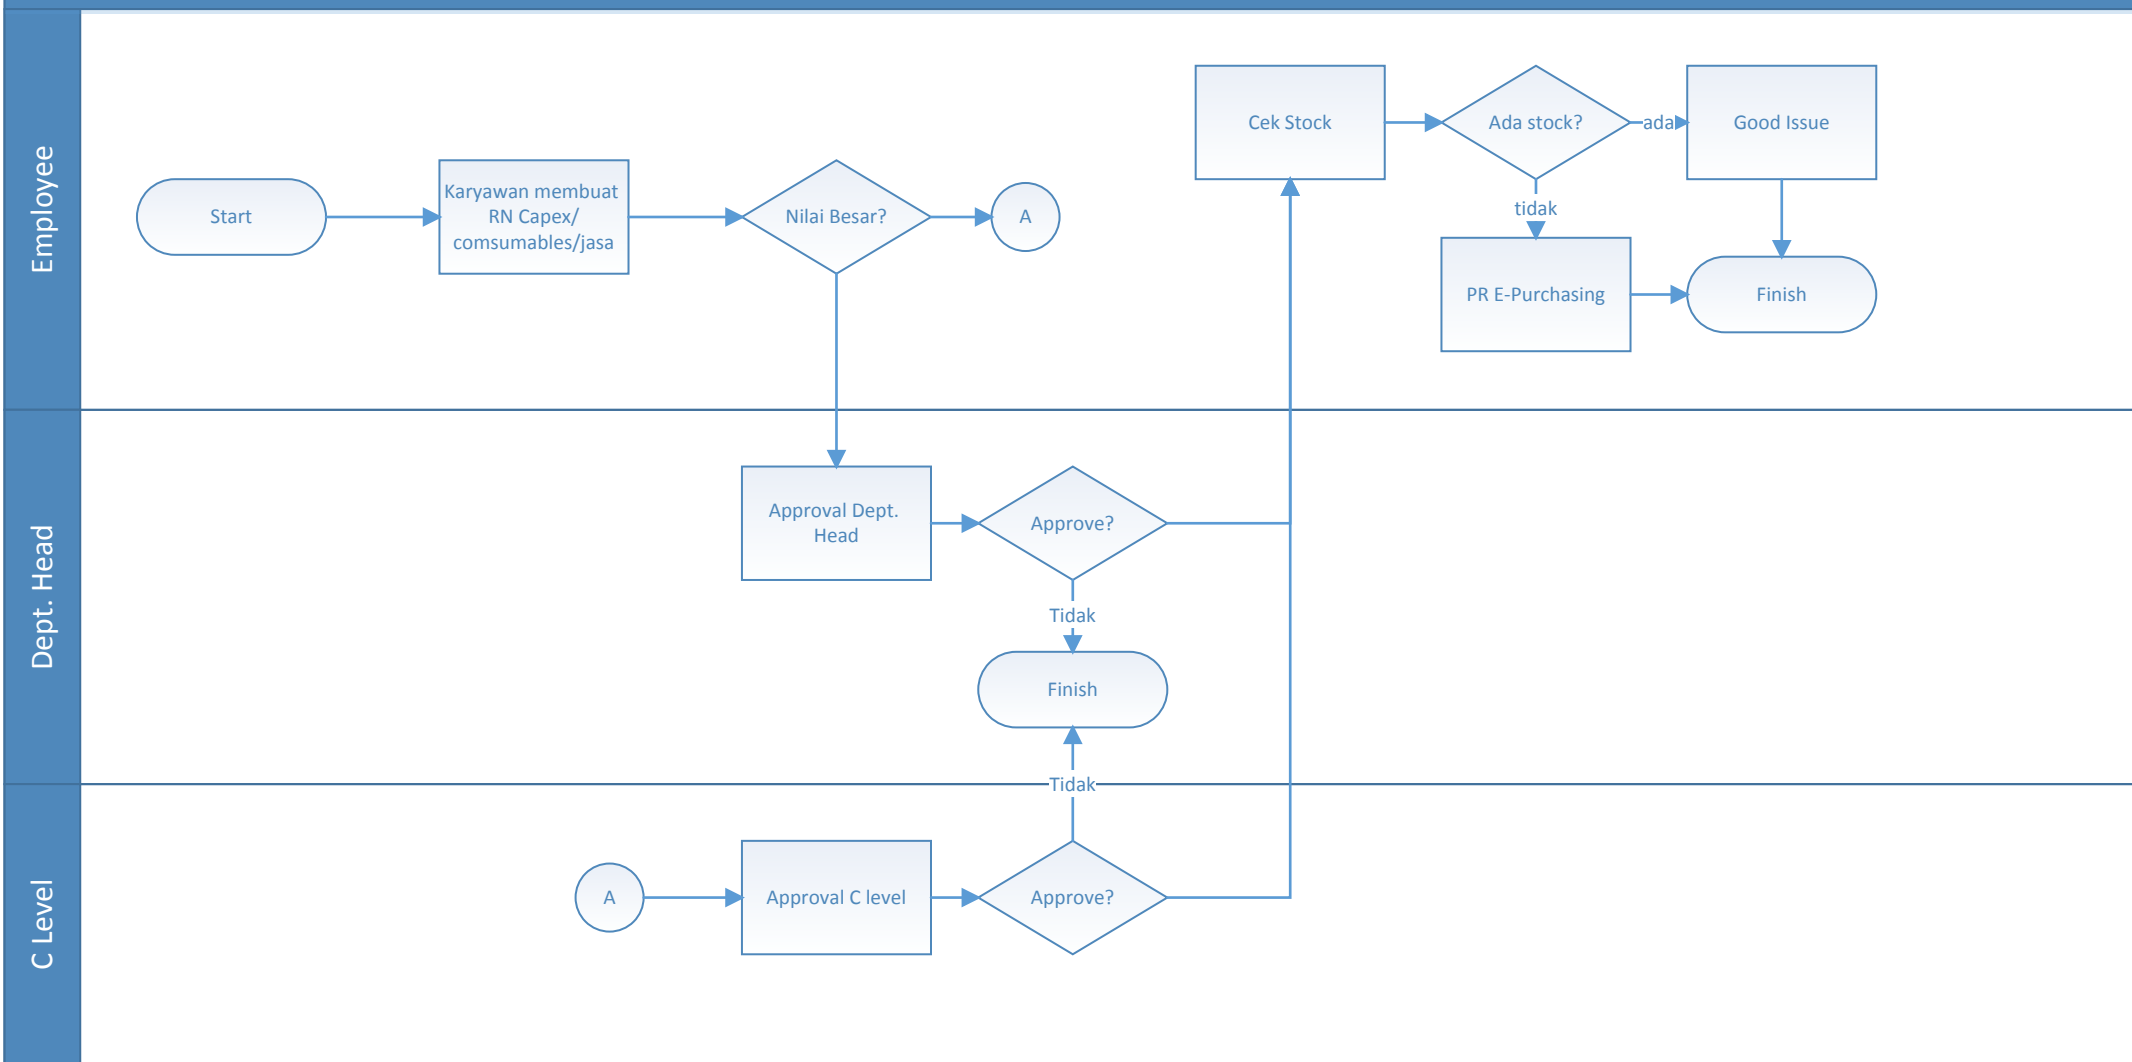 Employee
Start
Karyawan membuat
RN Capex/
comsumables/jasa
Nilai Besar?
A
Cek Stock
Ada stock?
ada
Good Issue
tidak
PR E-Purchasing
Finish
Dept. Head
Approval Dept.
Head
Approve?
Tidak
Finish
Tidak
C Level
A
Approval C level
Approve?